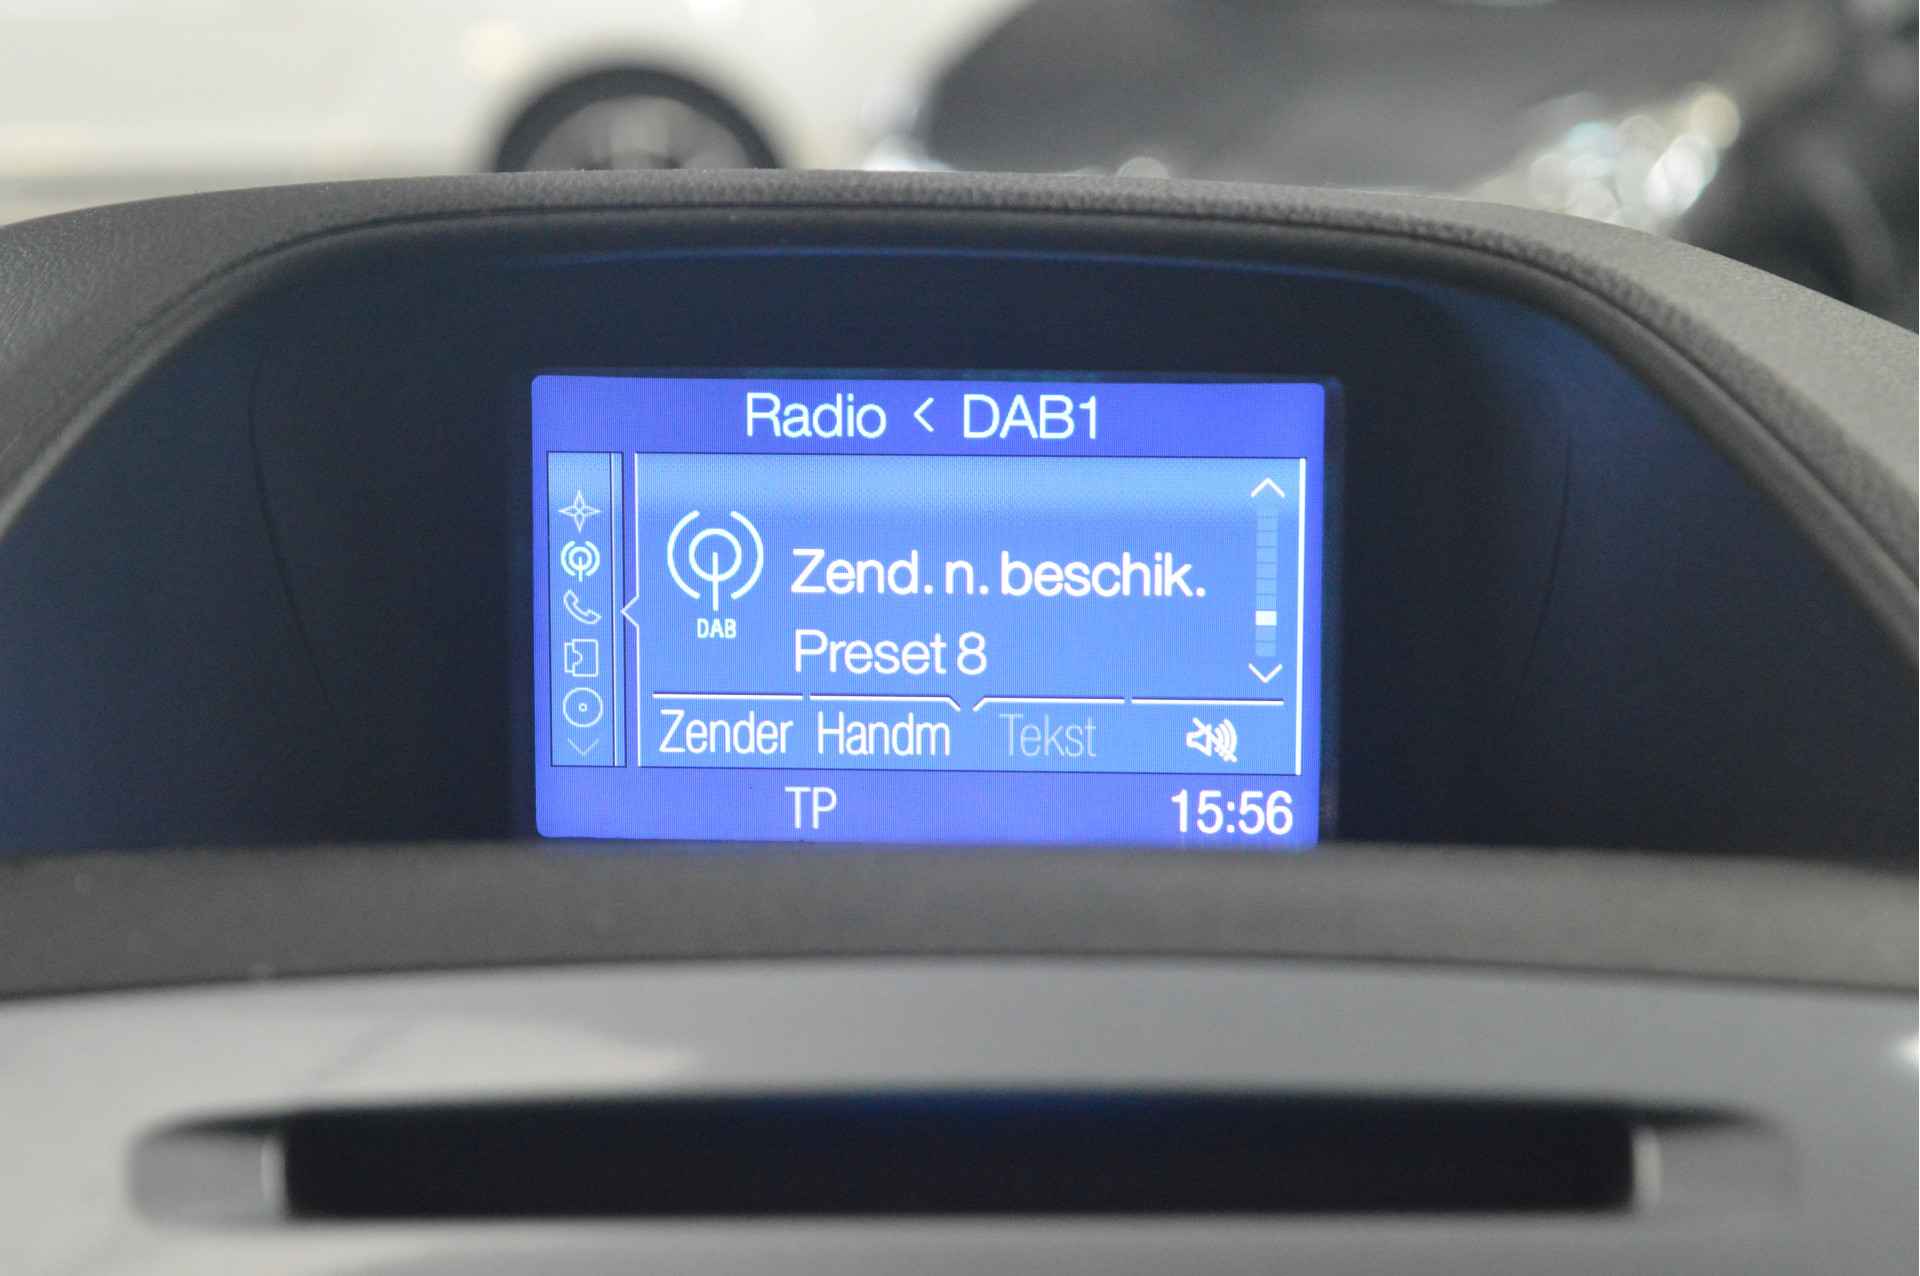 Radio < DAB1
Zend. n. beschik.
DAB
Preset 8
Zender Handm Tekst
TP 15:56